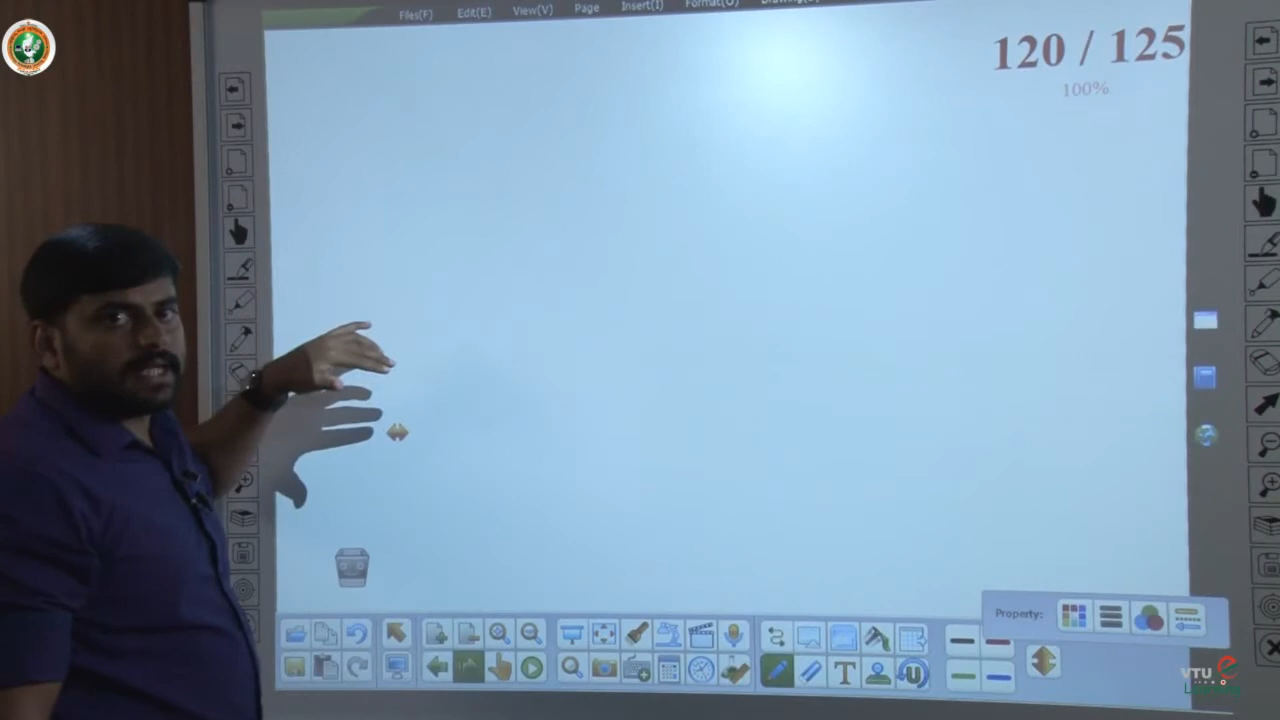 Files(F) Edit(E) View(V) Page Insert(I) Format(O)
120 / 125
100%
Property:
T
VTU e
Learning